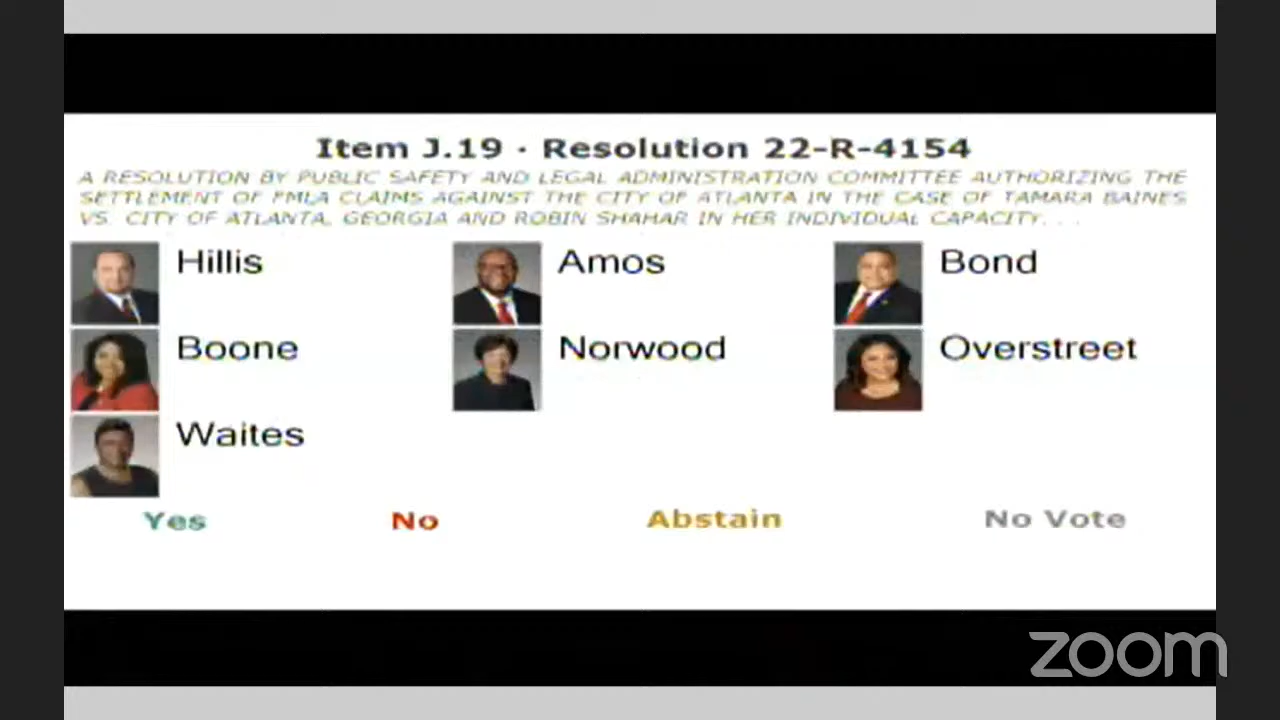 Item J.19 · Resolution 22-R-4154
A RESOLUTION BY PUBLIC SAFETY AND LEGAL ADMINISTRATION COMMITTEE AUTHORIZING THE
SETTLEMENT OF FMLA CLAIMS AGAINST THE CITY OF ATLANTA IN THE CASE OF TAMARA BAINES
VS. CITY OF ATLANTA, GEORGIA AND ROBIN SHAHAR IN HER INDIVIDUAL CAPACITY. . .
Hillis Amos Bond
Boone Norwood Overstreet
Waites
Yes No Abstain No Vote
zoom